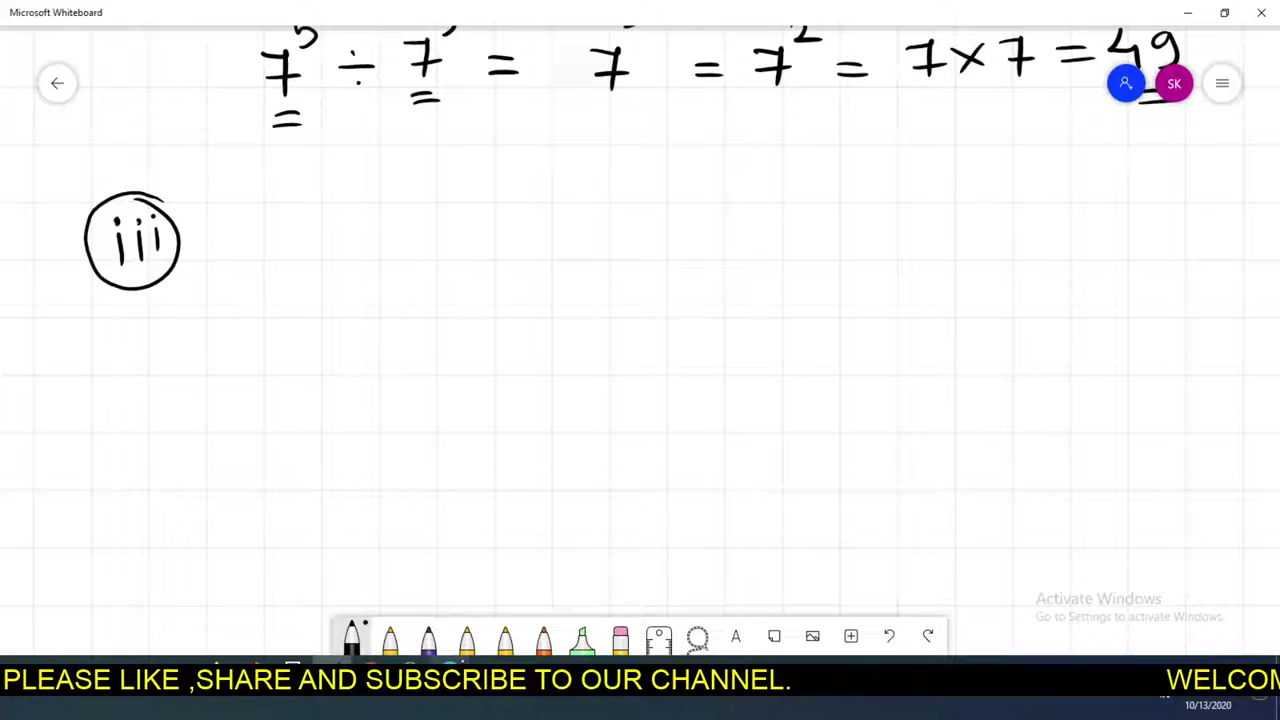 Microsoft Whiteboard
7⁵ ÷ 7 = 7 = 7² = 7 × 7 = 49
SK
iii
Activate Windows
Go to Settings to activate Windows.
A
PLEASE LIKE ,SHARE AND SUBSCRIBE TO OUR CHANNEL. WELCOM
10/13/2020